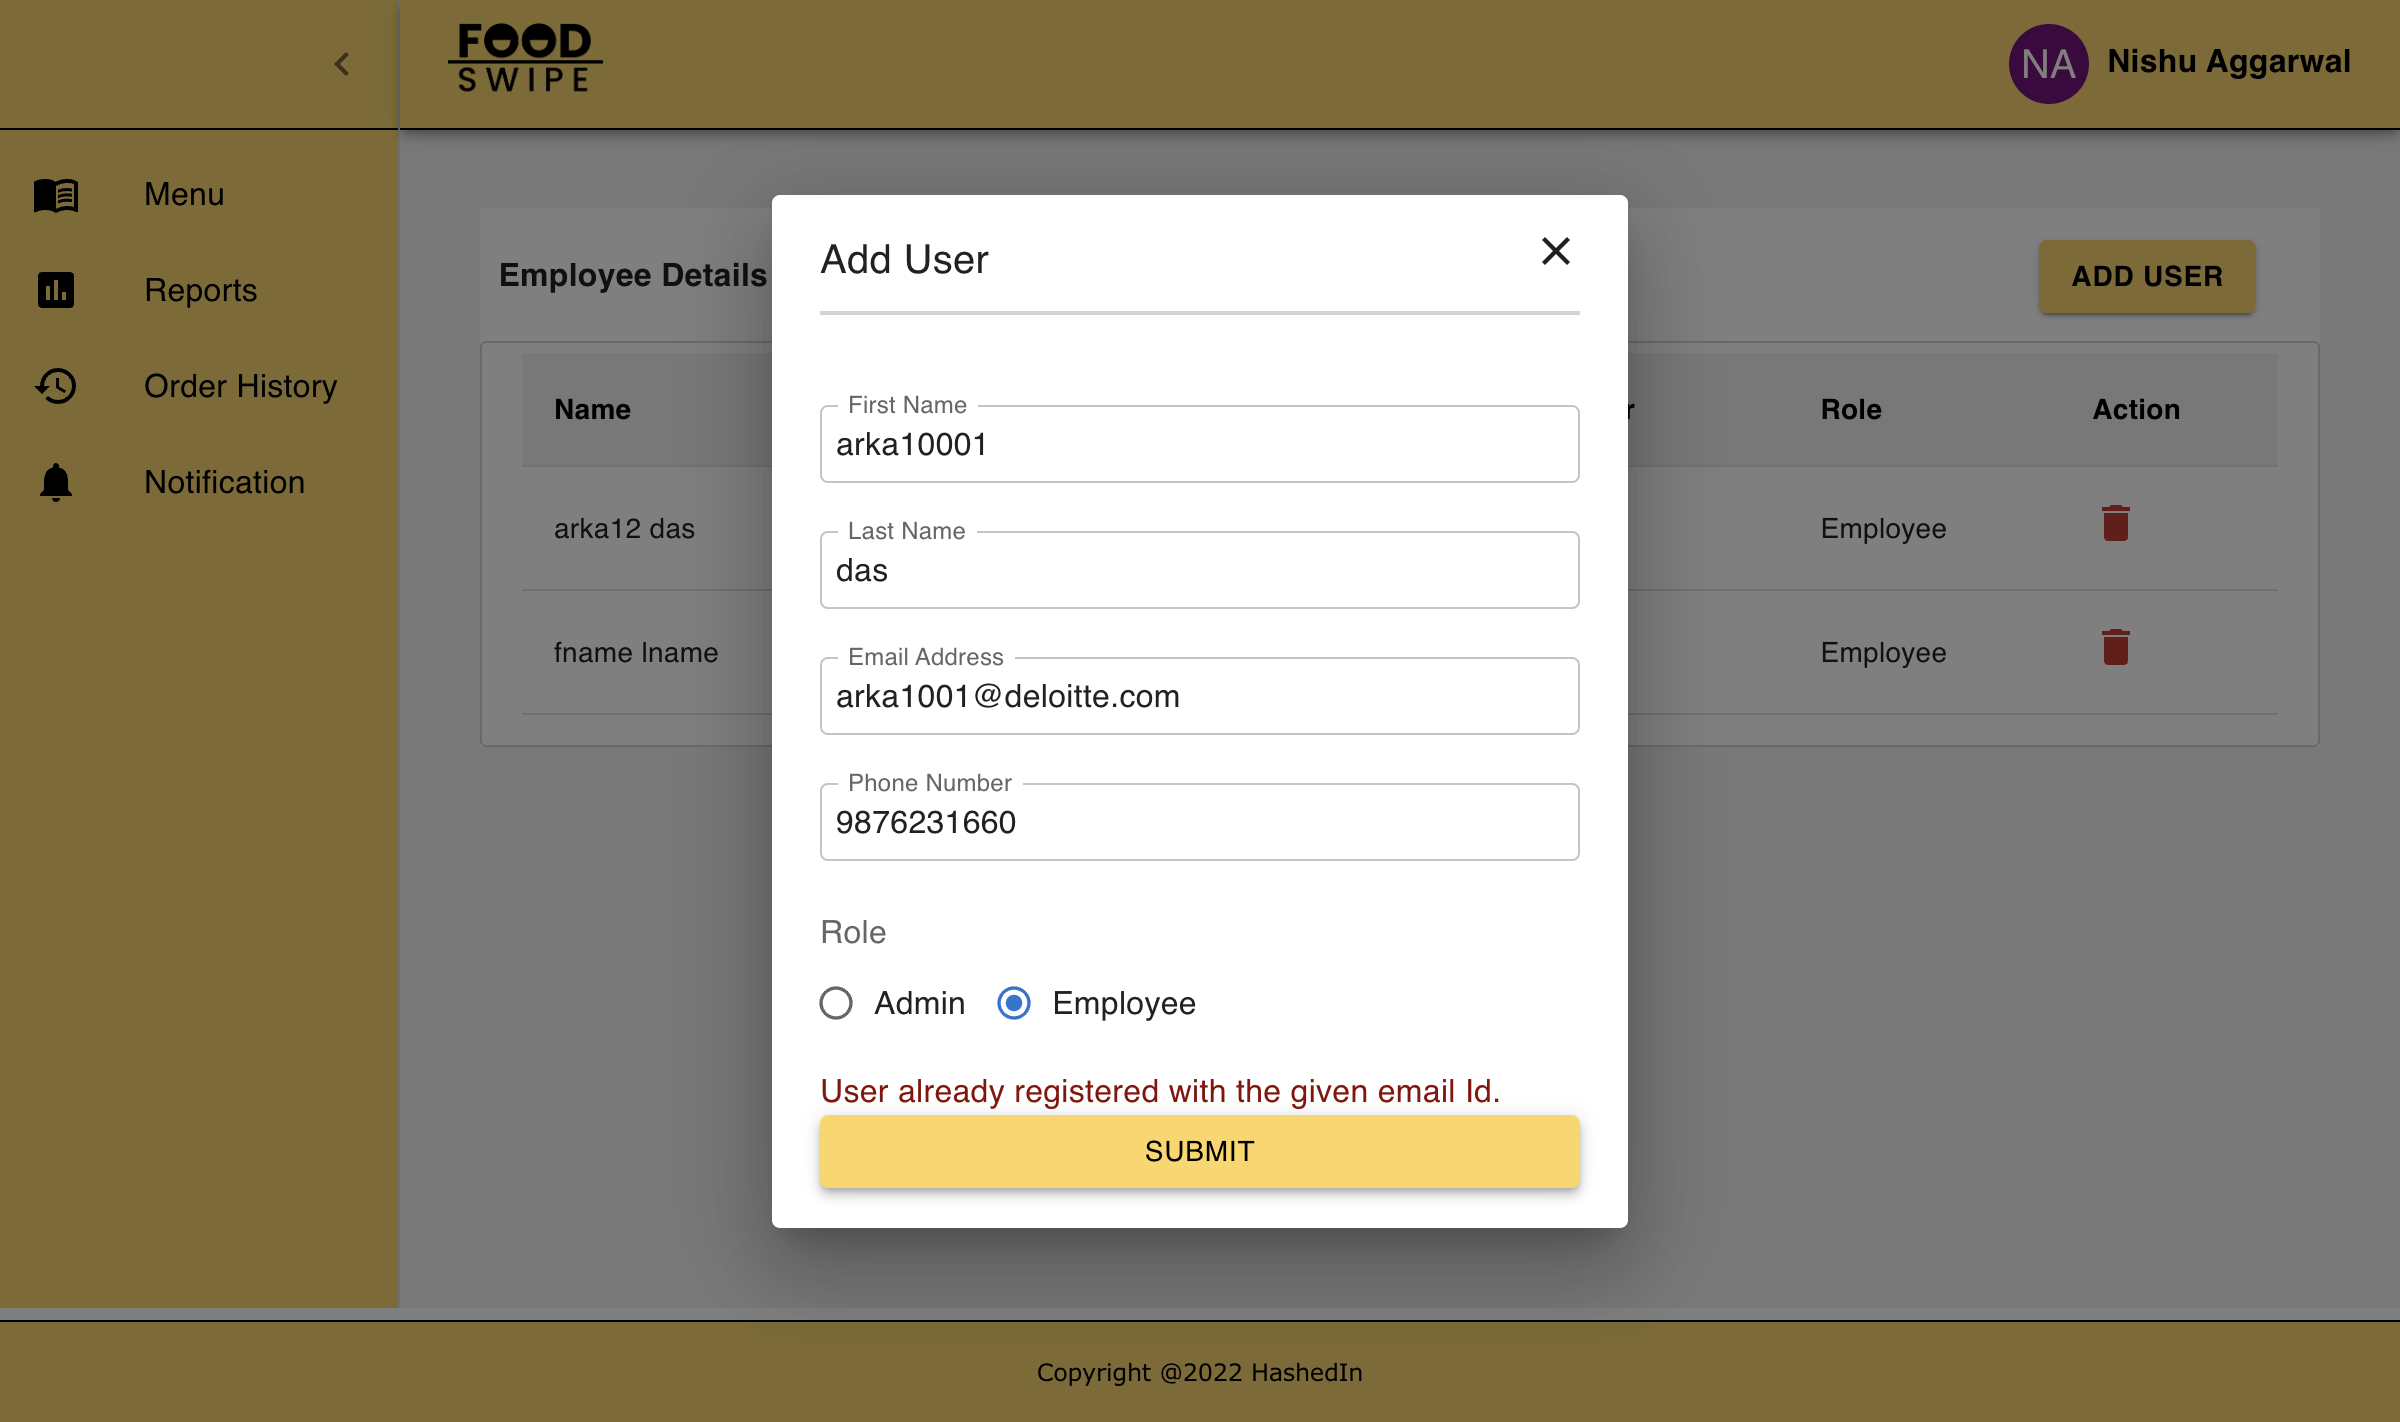 FOOD
SWIPE
NA
Nishu Aggarwal
Menu
Reports
Order History
Notification
Employee Details
ADD USER
Name
r
Role
Action
arka12 das
Employee
fname lname
Employee
Add User
First Name
arka10001
Last Name
das
Email Address
arka1001@deloitte.com
Phone Number
9876231660
Role
Admin
Employee
User already registered with the given email Id.
SUBMIT
Copyright @2022 HashedIn